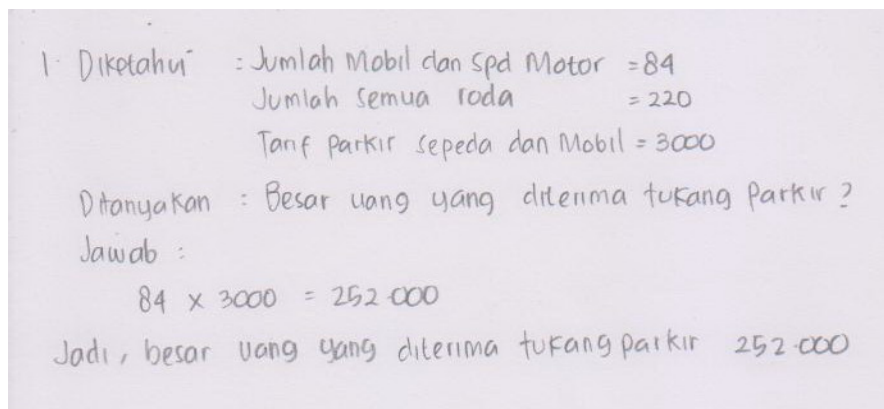 1. Diketahui : Jumlah Mobil dan Spd Motor = 84
Jumlah semua roda = 220
Tarif parkir sepeda dan Mobil = 3000
Ditanyakan : Besar uang yang diterima tukang Parkir ?
Jawab :
84 x 3000 = 252.000
Jadi, besar uang yang diterima tukang parkir 252.000